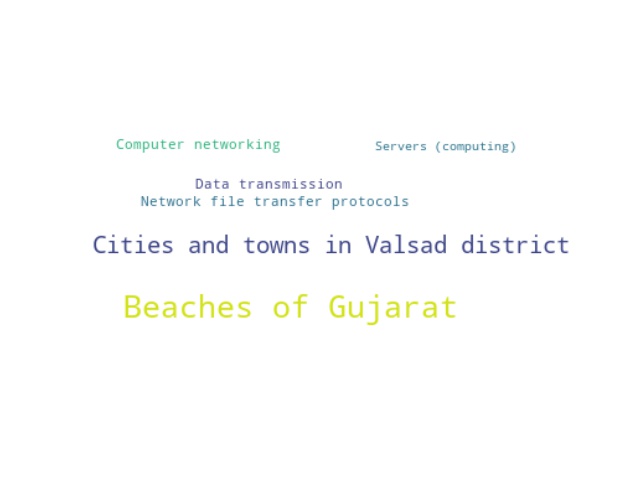 Computer networking
Servers (computing)
Data transmission
Network file transfer protocols
Cities and towns in Valsad district
Beaches of Gujarat